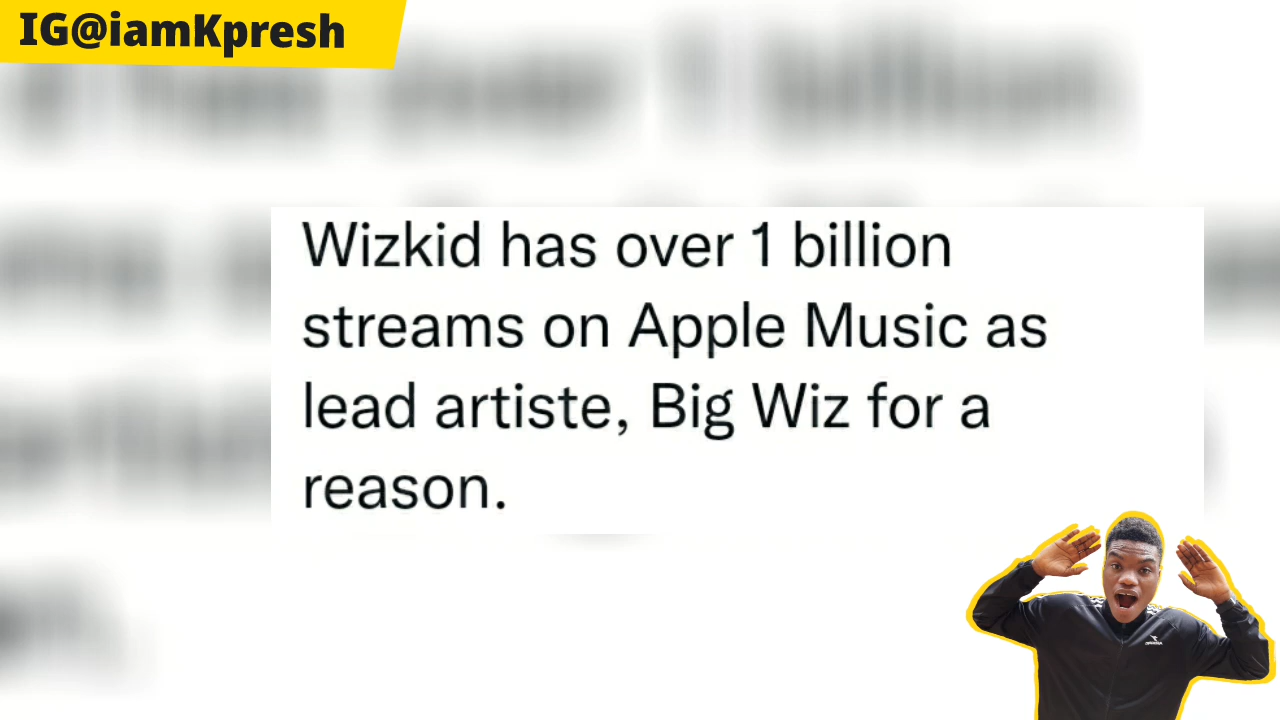 IG@iamKpresh
Wizkid has over 1 billion
streams on Apple Music as
lead artiste, Big Wiz for a
reason.